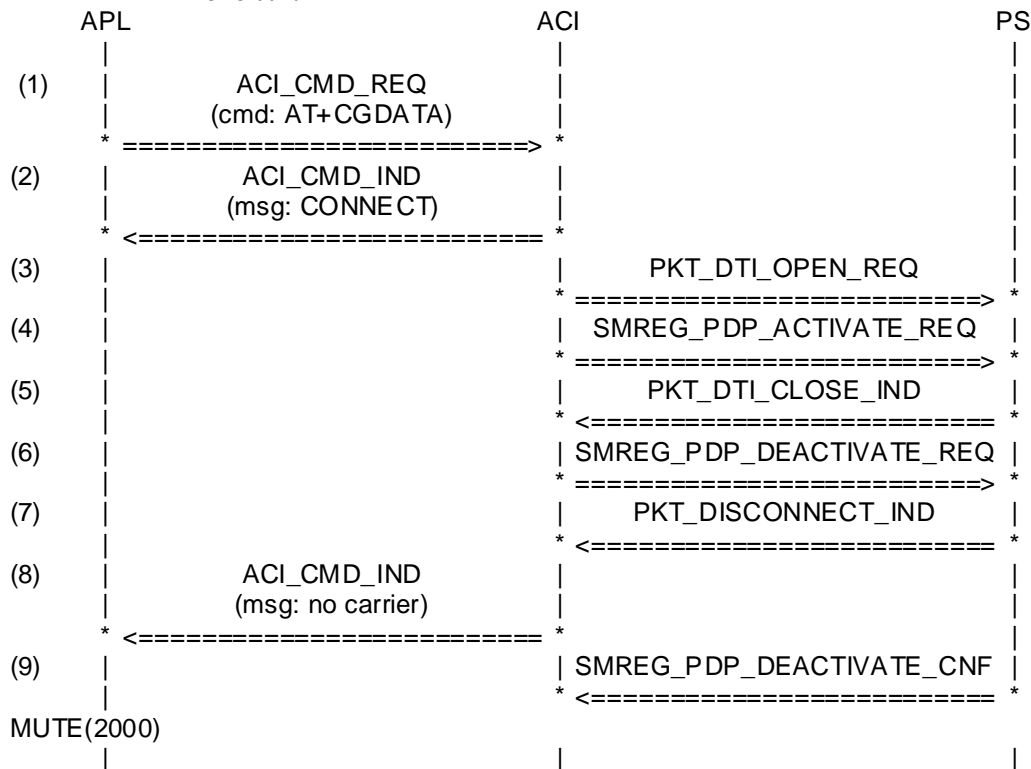 APL ACI PS
(1) ACI_CMD_REQ
(cmd: AT+CGDATA)
* ==========================> *
(2) ACI_CMD_IND
(msg: CONNECT)
* <========================== *
(3) PKT_DTI_OPEN_REQ
* ==========================> *
(4) SMREG_PDP_ACTIVATE_REQ
* ==========================> *
(5) PKT_DTI_CLOSE_IND
* <========================== *
(6) SMREG_PDP_DEACTIVATE_REQ
* ==========================> *
(7) PKT_DISCONNECT_IND
* <========================== *
(8) ACI_CMD_IND
(msg: no carrier)
* <========================== *
(9) SMREG_PDP_DEACTIVATE_CNF
* <========================== *
MUTE(2000)